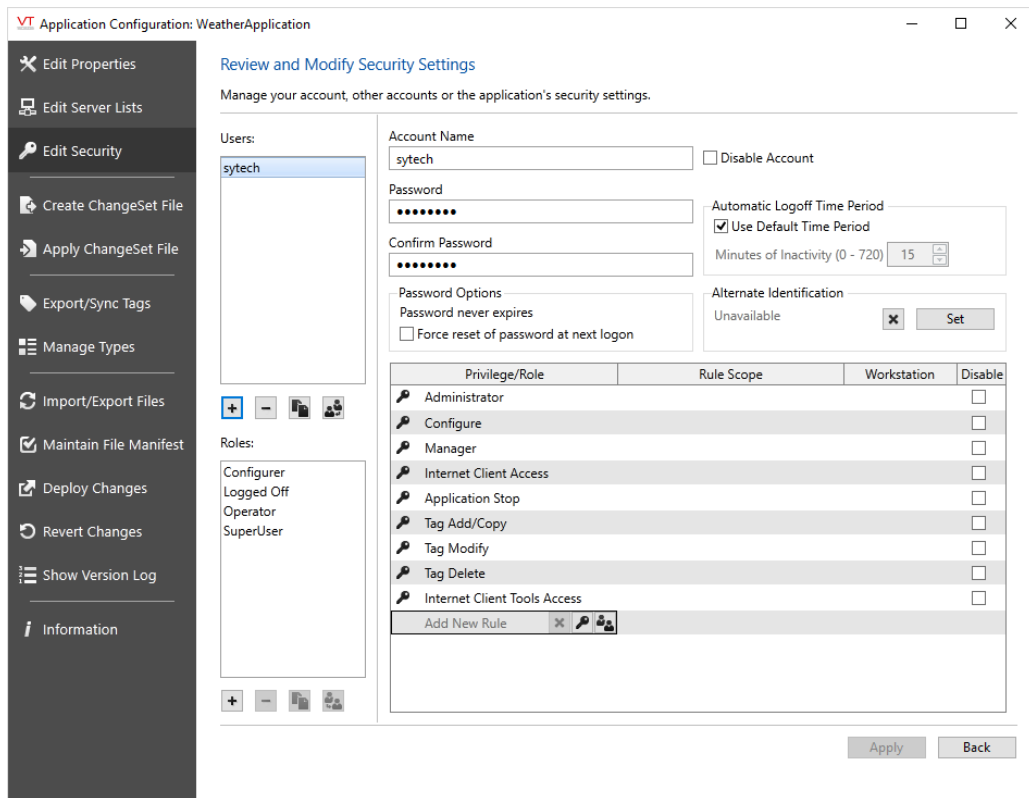 VT Application Configuration: WeatherApplication
Edit Properties
Edit Server Lists
Edit Security
Create ChangeSet File
Apply ChangeSet File
Export/Sync Tags
Manage Types
Import/Export Files
Maintain File Manifest
Deploy Changes
Revert Changes
Show Version Log
Information
Review and Modify Security Settings
Manage your account, other accounts or the application's security settings.
Users:
sytech
Roles:
Configurer
Logged Off
Operator
SuperUser
Account Name
sytech
Disable Account
Password
••••••••
Confirm Password
••••••••
Automatic Logoff Time Period
Use Default Time Period
Minutes of Inactivity (0 - 720) 15
Password Options
Password never expires
Force reset of password at next logon
Alternate Identification
Unavailable
Set
Privilege/Role Rule Scope Workstation Disable
Administrator
Configure
Manager
Internet Client Access
Application Stop
Tag Add/Copy
Tag Modify
Tag Delete
Internet Client Tools Access
Add New Rule
Apply Back